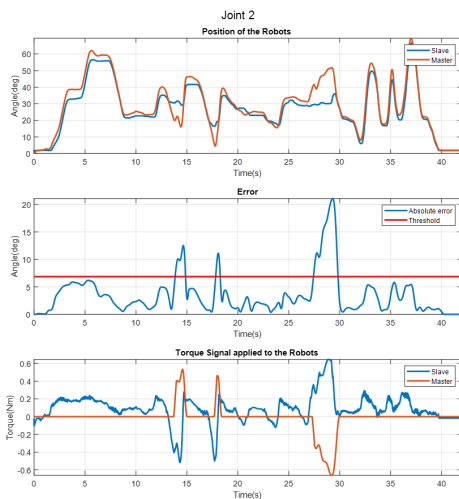 Joint 2
Position of the Robots
Slave
Master
Angle(deg)
60
50
40
30
20
10
0
0 5 10 15 20 25 30 35 40
Time(s)
Error
Absolute error
Threshold
Angle(deg)
20
15
10
5
0
0 5 10 15 20 25 30 35 40
Time(s)
Torque Signal applied to the Robots
Slave
Master
Torque(Nm)
0.6
0.4
0.2
0
-0.2
-0.4
-0.6
0 5 10 15 20 25 30 35 40
Time(s)